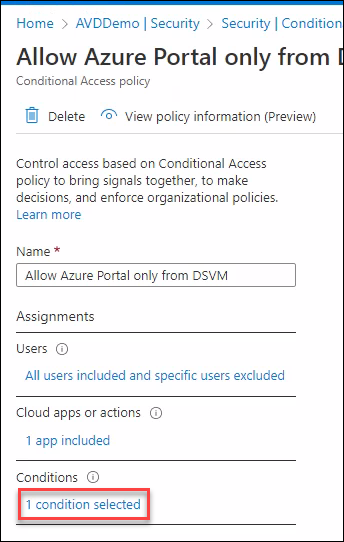 Home > AVDDemo | Security > Security | Condition
Allow Azure Portal only from
Conditional Access policy
Delete View policy information (Preview)
Control access based on Conditional Access
policy to bring signals together, to make
decisions, and enforce organizational policies.
Learn more
Name *
Allow Azure Portal only from DSVM
Assignments
Users
All users included and specific users excluded
Cloud apps or actions
1 app included
Conditions
1 condition selected